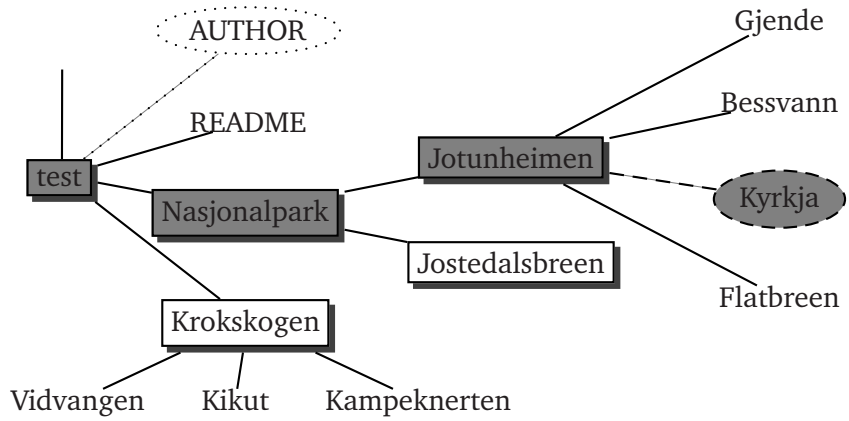 AUTHOR
Gjende
README
Bessvann
Jotunheimen
test
Nasjonalpark
Kyrkja
Jostedalsbreen
Flatbreen
Krokskogen
Vidvangen
Kikut
Kampeknerten